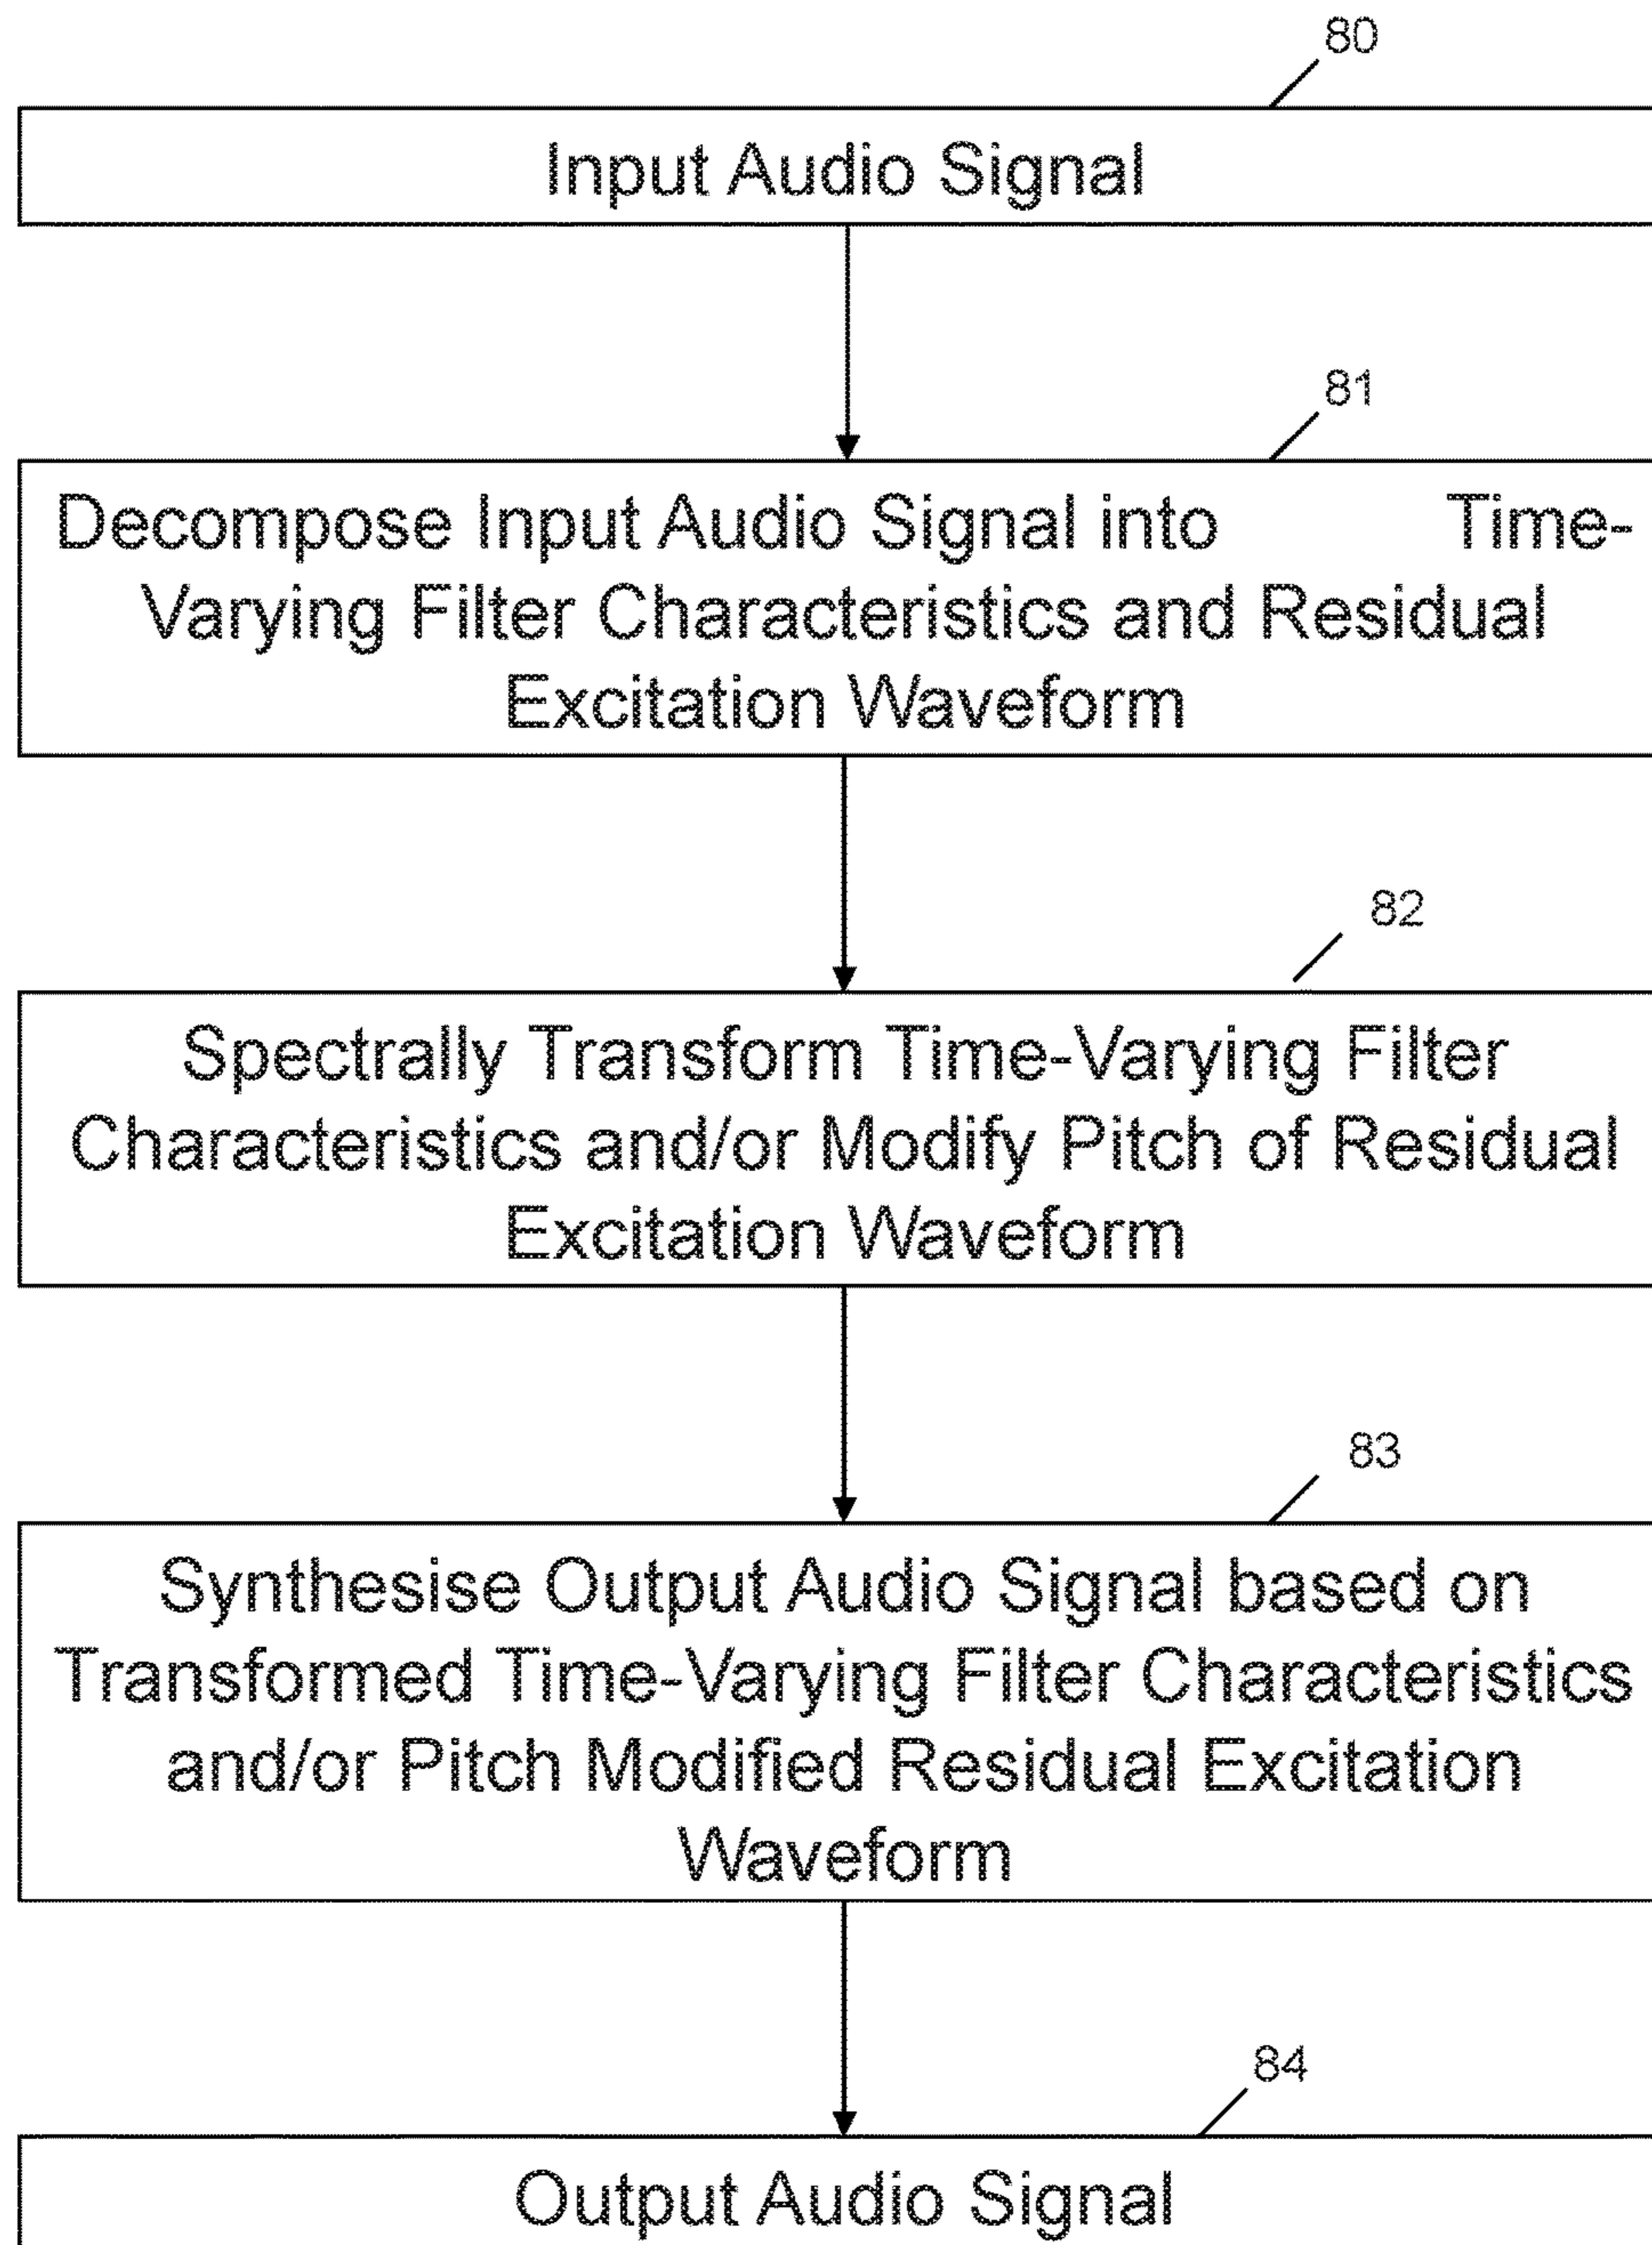 80
Input Audio Signal
81
Decompose Input Audio Signal into Time-
Varying Filter Characteristics and Residual
Excitation Waveform
82
Spectrally Transform Time-Varying Filter
Characteristics and/or Modify Pitch of Residual
Excitation Waveform
83
Synthesise Output Audio Signal based on
Transformed Time-Varying Filter Characteristics
and/or Pitch Modified Residual Excitation
Waveform
84
Output Audio Signal